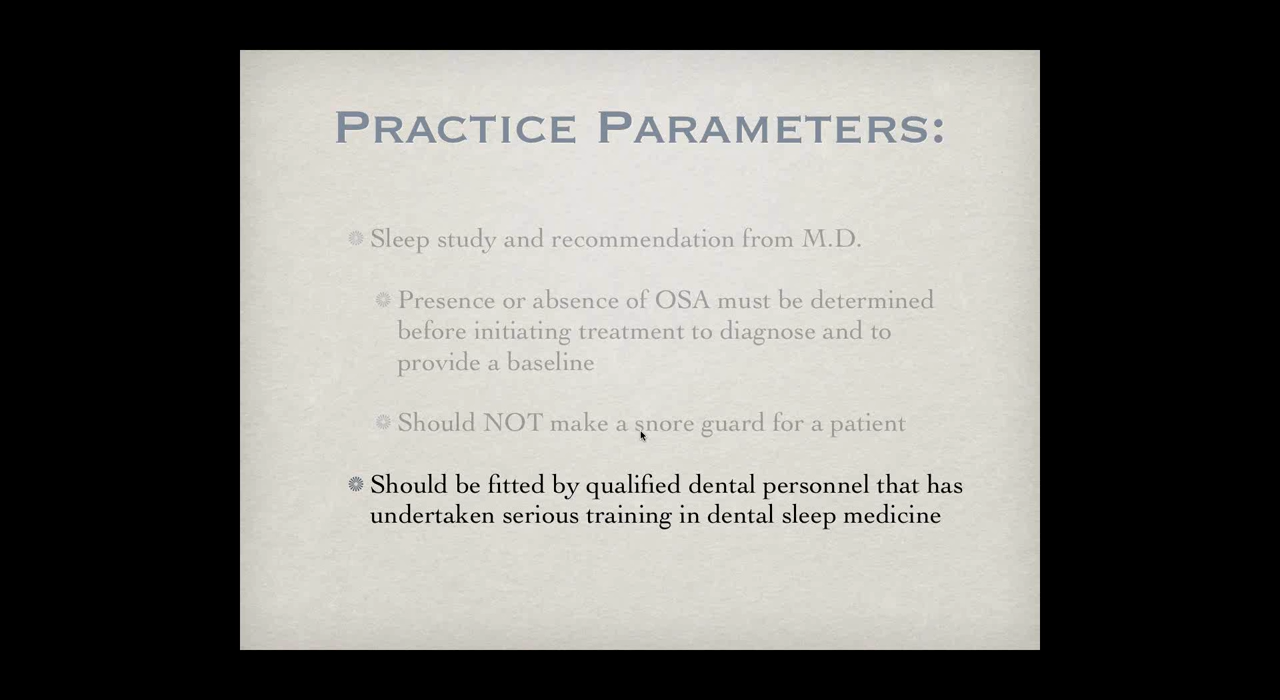 Practice Parameters:
Sleep study and recommendation from M.D.
Presence or absence of OSA must be determined
before initiating treatment to diagnose and to
provide a baseline
Should NOT make a snore guard for a patient
Should be fitted by qualified dental personnel that has
undertaken serious training in dental sleep medicine